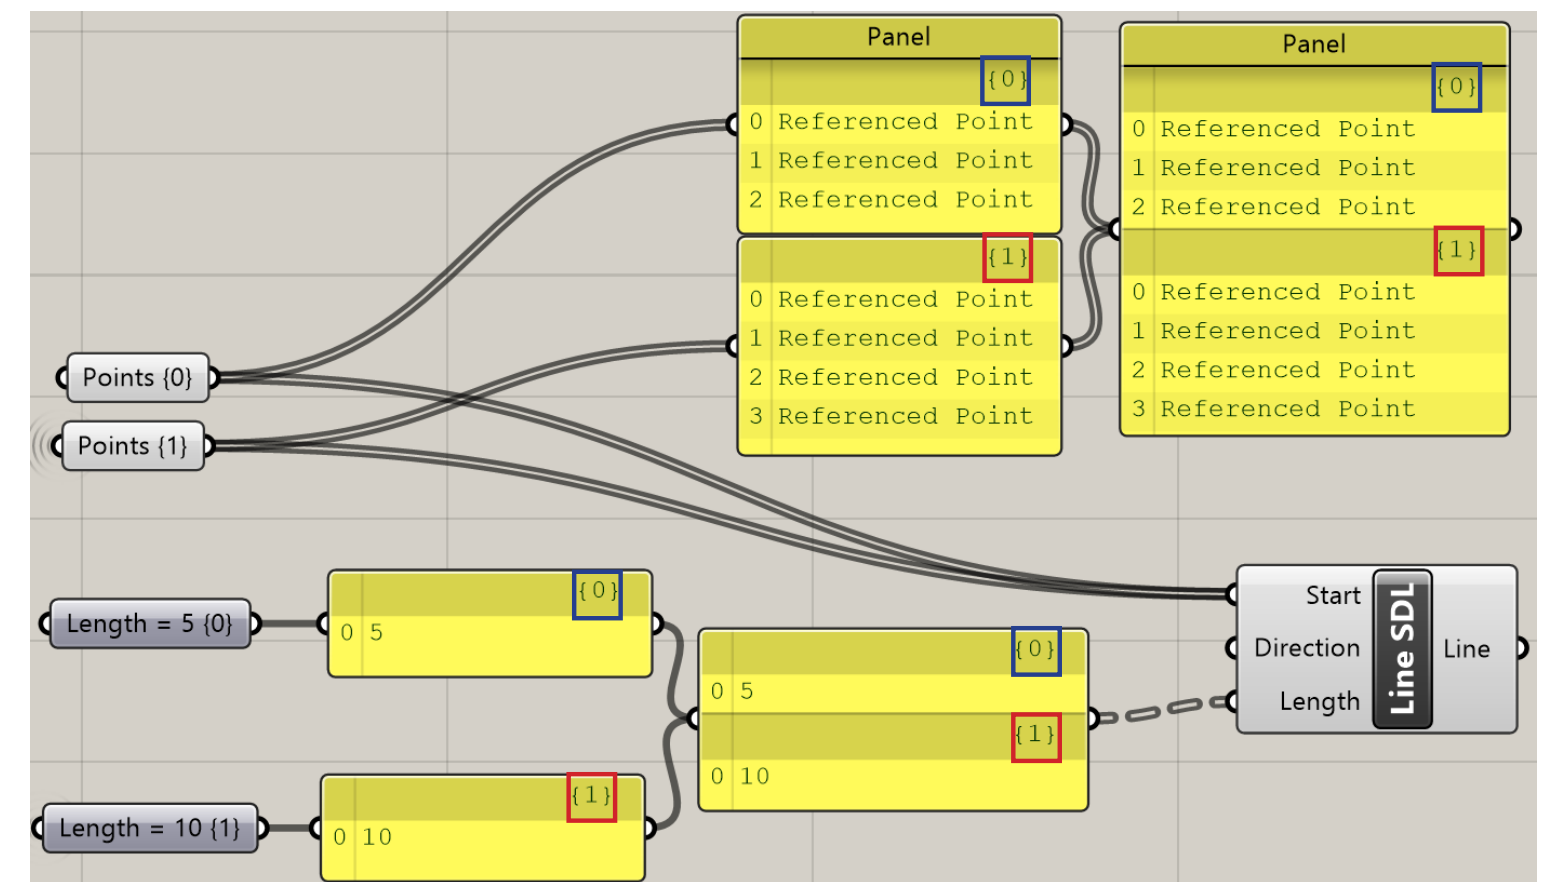 Panel
{0}
0 Referenced Point
1 Referenced Point
2 Referenced Point
{1}
0 Referenced Point
1 Referenced Point
2 Referenced Point
3 Referenced Point
Panel
{0}
0 Referenced Point
1 Referenced Point
2 Referenced Point
{1}
0 Referenced Point
1 Referenced Point
2 Referenced Point
3 Referenced Point
Points {0}
Points {1}
Length = 5 {0}
{0}
0 5
Length = 10 {1}
{1}
0 10
{0}
0 5
{1}
0 10
Start
Direction
Length
Line SDL
Line